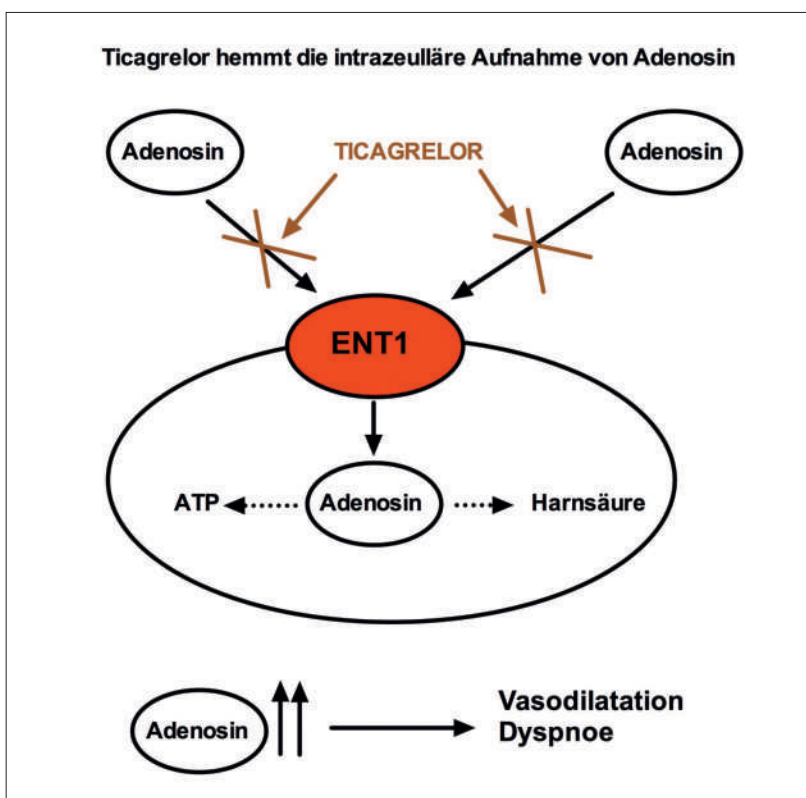 Ticagrelor hemmt die intrazeulläre Aufnahme von Adenosin
Adenosin
TICAGRELOR
Adenosin
ENT1
ATP
Adenosin
Harnsäure
Adenosin
Vasodilatation
Dyspnoe